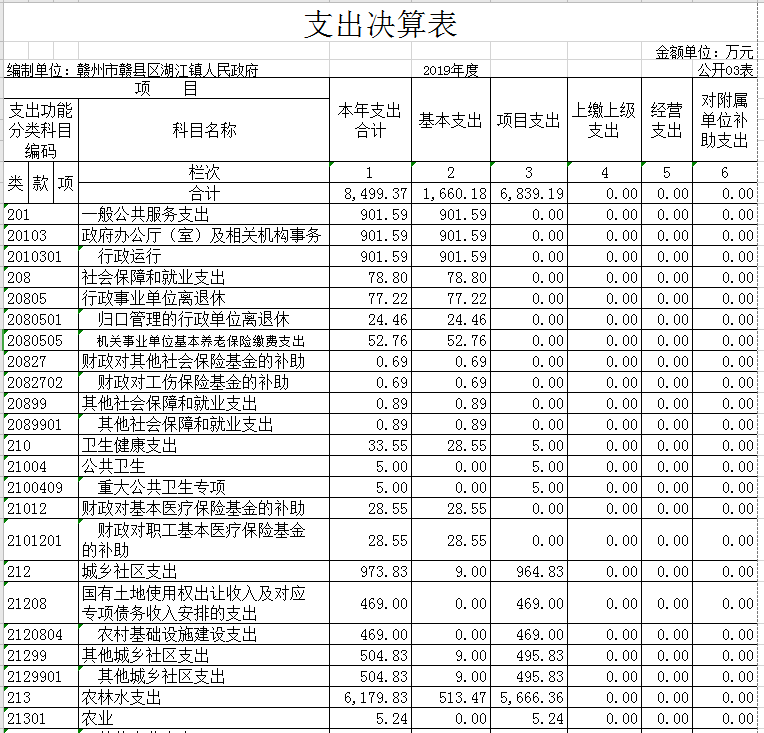 支出决算表
金额单位：万元
编制单位：赣州市赣县区湖江镇人民政府 2019年度 公开03表
项 目 本年支出合计 基本支出 项目支出 上缴上级支出 经营支出 对附属单位补助支出
支出功能分类科目编码 科目名称
类 款 项 栏次 1 2 3 4 5 6
合计 8,499.37 1,660.18 6,839.19 0.00 0.00 0.00
201 一般公共服务支出 901.59 901.59 0.00 0.00 0.00 0.00
20103 政府办公厅（室）及相关机构事务 901.59 901.59 0.00 0.00 0.00 0.00
2010301 行政运行 901.59 901.59 0.00 0.00 0.00 0.00
208 社会保障和就业支出 78.80 78.80 0.00 0.00 0.00 0.00
20805 行政事业单位离退休 77.22 77.22 0.00 0.00 0.00 0.00
2080501 归口管理的行政单位离退休 24.46 24.46 0.00 0.00 0.00 0.00
2080505 机关事业单位基本养老保险缴费支出 52.76 52.76 0.00 0.00 0.00 0.00
20827 财政对其他社会保险基金的补助 0.69 0.69 0.00 0.00 0.00 0.00
2082702 财政对工伤保险基金的补助 0.69 0.69 0.00 0.00 0.00 0.00
20899 其他社会保障和就业支出 0.89 0.89 0.00 0.00 0.00 0.00
2089901 其他社会保障和就业支出 0.89 0.89 0.00 0.00 0.00 0.00
210 卫生健康支出 33.55 28.55 5.00 0.00 0.00 0.00
21004 公共卫生 5.00 0.00 5.00 0.00 0.00 0.00
2100409 重大公共卫生专项 5.00 0.00 5.00 0.00 0.00 0.00
21012 财政对基本医疗保险基金的补助 28.55 28.55 0.00 0.00 0.00 0.00
2101201 财政对职工基本医疗保险基金的补助 28.55 28.55 0.00 0.00 0.00 0.00
212 城乡社区支出 973.83 9.00 964.83 0.00 0.00 0.00
21208 国有土地使用权出让收入及对应专项债务收入安排的支出 469.00 0.00 469.00 0.00 0.00 0.00
2120804 农村基础设施建设支出 469.00 0.00 469.00 0.00 0.00 0.00
21299 其他城乡社区支出 504.83 9.00 495.83 0.00 0.00 0.00
2129901 其他城乡社区支出 504.83 9.00 495.83 0.00 0.00 0.00
213 农林水支出 6,179.83 513.47 5,666.36 0.00 0.00 0.00
21301 农业 5.24 0.00 5.24 0.00 0.00 0.00